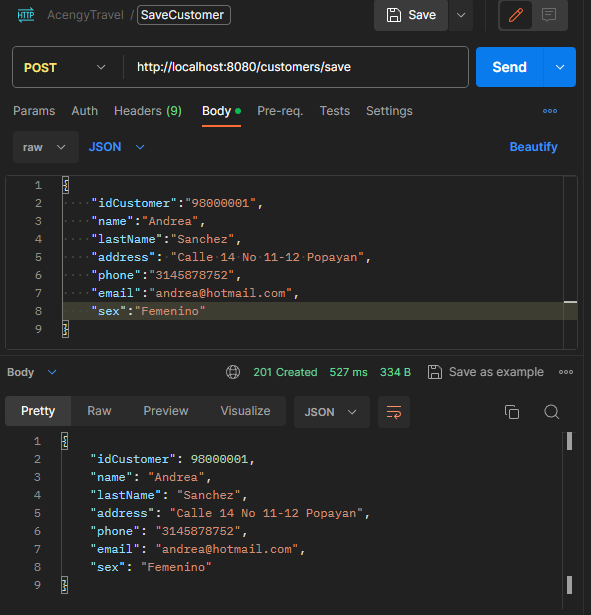 HTTP AcengyTravel / SaveCustomer Save
POST http://localhost:8080/customers/save Send
Params Auth Headers (9) Body Pre-req. Tests Settings
raw JSON Beautify
1 {
2 "idCustomer":"98000001",
3 "name":"Andrea",
4 "lastName":"Sanchez",
5 "address": "Calle 14 No 11-12 Popayan",
6 "phone":"3145878752",
7 "email":"andrea@hotmail.com",
8 "sex":"Femenino"
9 }
Body 201 Created 527 ms 334 B Save as example
Pretty Raw Preview Visualize JSON
1 {
2 "idCustomer": 98000001,
3 "name": "Andrea",
4 "lastName": "Sanchez",
5 "address": "Calle 14 No 11-12 Popayan",
6 "phone": "3145878752",
7 "email": "andrea@hotmail.com",
8 "sex": "Femenino"
9 }